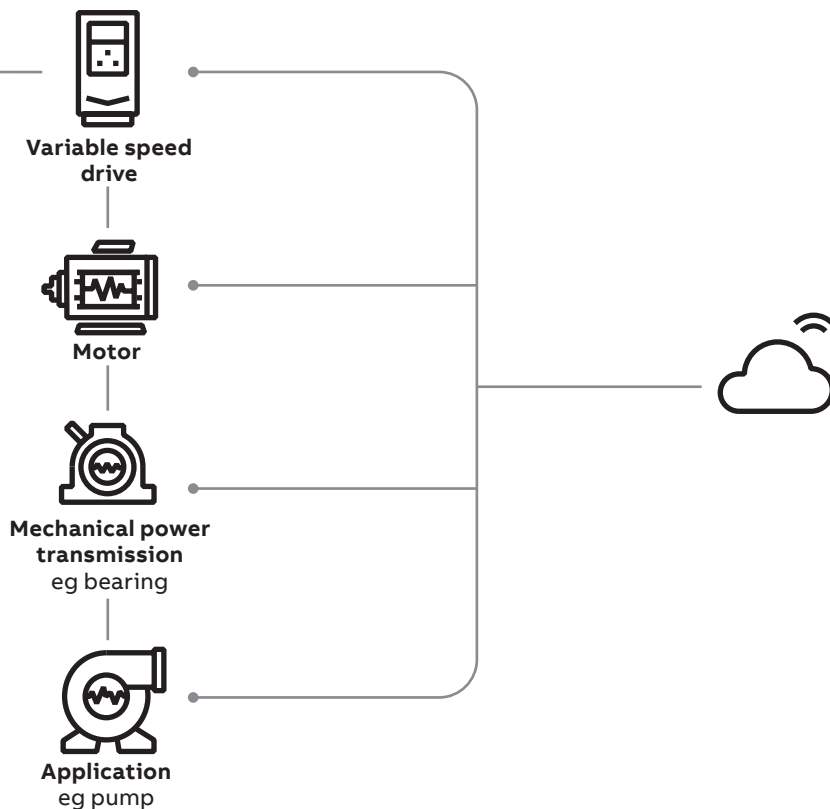 Variable speed
drive
Motor
Mechanical power
transmission
eg bearing
Application
eg pump